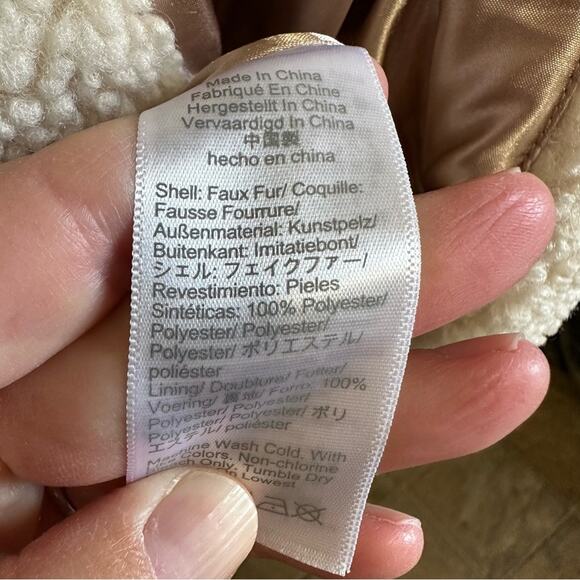 Made In China
Fabriqué En Chine
Hergestellt In China
Vervaardigd In China
中国製
hecho en china
Shell: Faux Fur/ Coquille:
Fausse Fourrure/
Außenmaterial: Kunstpelz/
Buitenkant: Imitatiebont/
シェル: フェイクファー/
Revestimiento: Pieles
Sintéticas: 100% Polyester/
Polyester/ Polyester/
Polyester/ ポリエステル/
poliéster
Lining/ Doublure/ Futter/
Voering/ 裏地/ Forro: 100%
Polyester/ Polyester/
Polyester/ Polyester/ ポリ
エステル/ poliéster
Machine Wash Cold. With
Colors. Non-chlorine
Only, Tumble Dry
Lowest